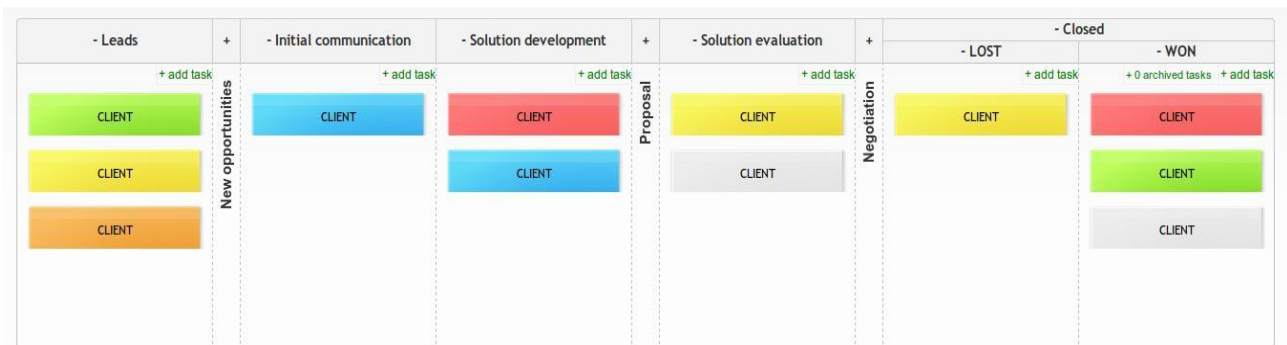 - Leads
+
- Initial communication
- Solution development
+
- Solution evaluation
+
- Closed
- LOST
- WON
+ add task
+ add task
+ add task
+ add task
+ add task
+ 0 archived tasks + add task
New opportunities
Proposal
Negotiation
CLIENT
CLIENT
CLIENT
CLIENT
CLIENT
CLIENT
CLIENT
CLIENT
CLIENT
CLIENT
CLIENT
CLIENT